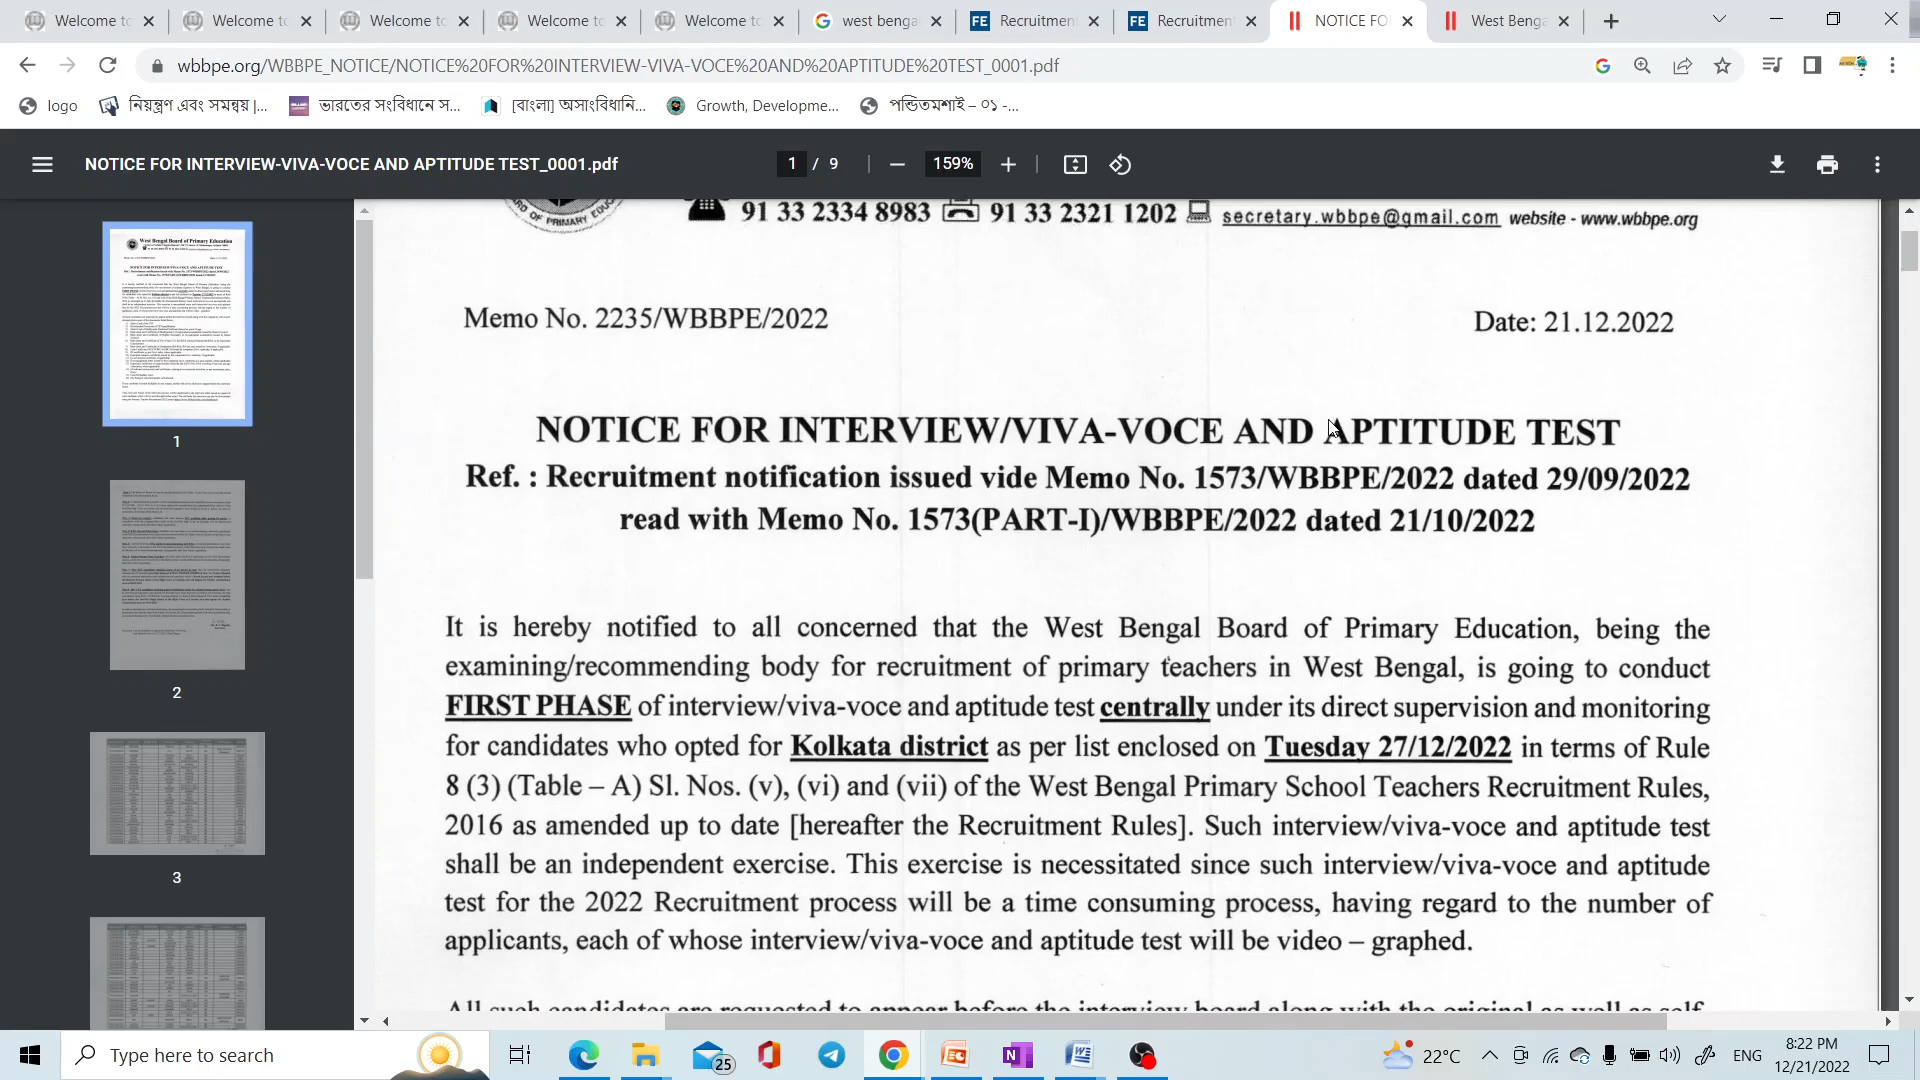 Welcome to
Welcome to
Welcome to
Welcome to
Welcome to
west benga
FE Recruitmen
FE Recruitment
NOTICE FO
West Benga
wbbpe.org/WBBPE_NOTICE/NOTICE%20FOR%20INTERVIEW-VIVA-VOCE%20AND%20APTITUDE%20TEST_0001.pdf
logo
নিয়ন্ত্রণ এবং সমন্বয় |...
ভারতের সংবিধানে স...
[বাংলা] অসাংবিধানি...
Growth, Developme...
পন্ডিতমশাই – ০১ -...
NOTICE FOR INTERVIEW-VIVA-VOCE AND APTITUDE TEST_0001.pdf
1 / 9
159%
West Bengal Board of Primary Education
1
2
3
91 33 2334 8983 91 33 2321 1202 secretary.wbbpe@gmail.com website - www.wbbpe.org
Memo No. 2235/WBBPE/2022
Date: 21.12.2022
NOTICE FOR INTERVIEW/VIVA-VOCE AND APTITUDE TEST
Ref. : Recruitment notification issued vide Memo No. 1573/WBBPE/2022 dated 29/09/2022
read with Memo No. 1573(PART-I)/WBBPE/2022 dated 21/10/2022
It is hereby notified to all concerned that the West Bengal Board of Primary Education, being the
examining/recommending body for recruitment of primary teachers in West Bengal, is going to conduct
FIRST PHASE of interview/viva-voce and aptitude test centrally under its direct supervision and monitoring
for candidates who opted for Kolkata district as per list enclosed on Tuesday 27/12/2022 in terms of Rule
8 (3) (Table – A) Sl. Nos. (v), (vi) and (vii) of the West Bengal Primary School Teachers Recruitment Rules,
2016 as amended up to date [hereafter the Recruitment Rules]. Such interview/viva-voce and aptitude test
shall be an independent exercise. This exercise is necessitated since such interview/viva-voce and aptitude
test for the 2022 Recruitment process will be a time consuming process, having regard to the number of
applicants, each of whose interview/viva-voce and aptitude test will be video – graphed.
All such candidates are requested to appear before the interview board along with the original as well as self-
Type here to search
25
22°C
ENG
8:22 PM
12/21/2022